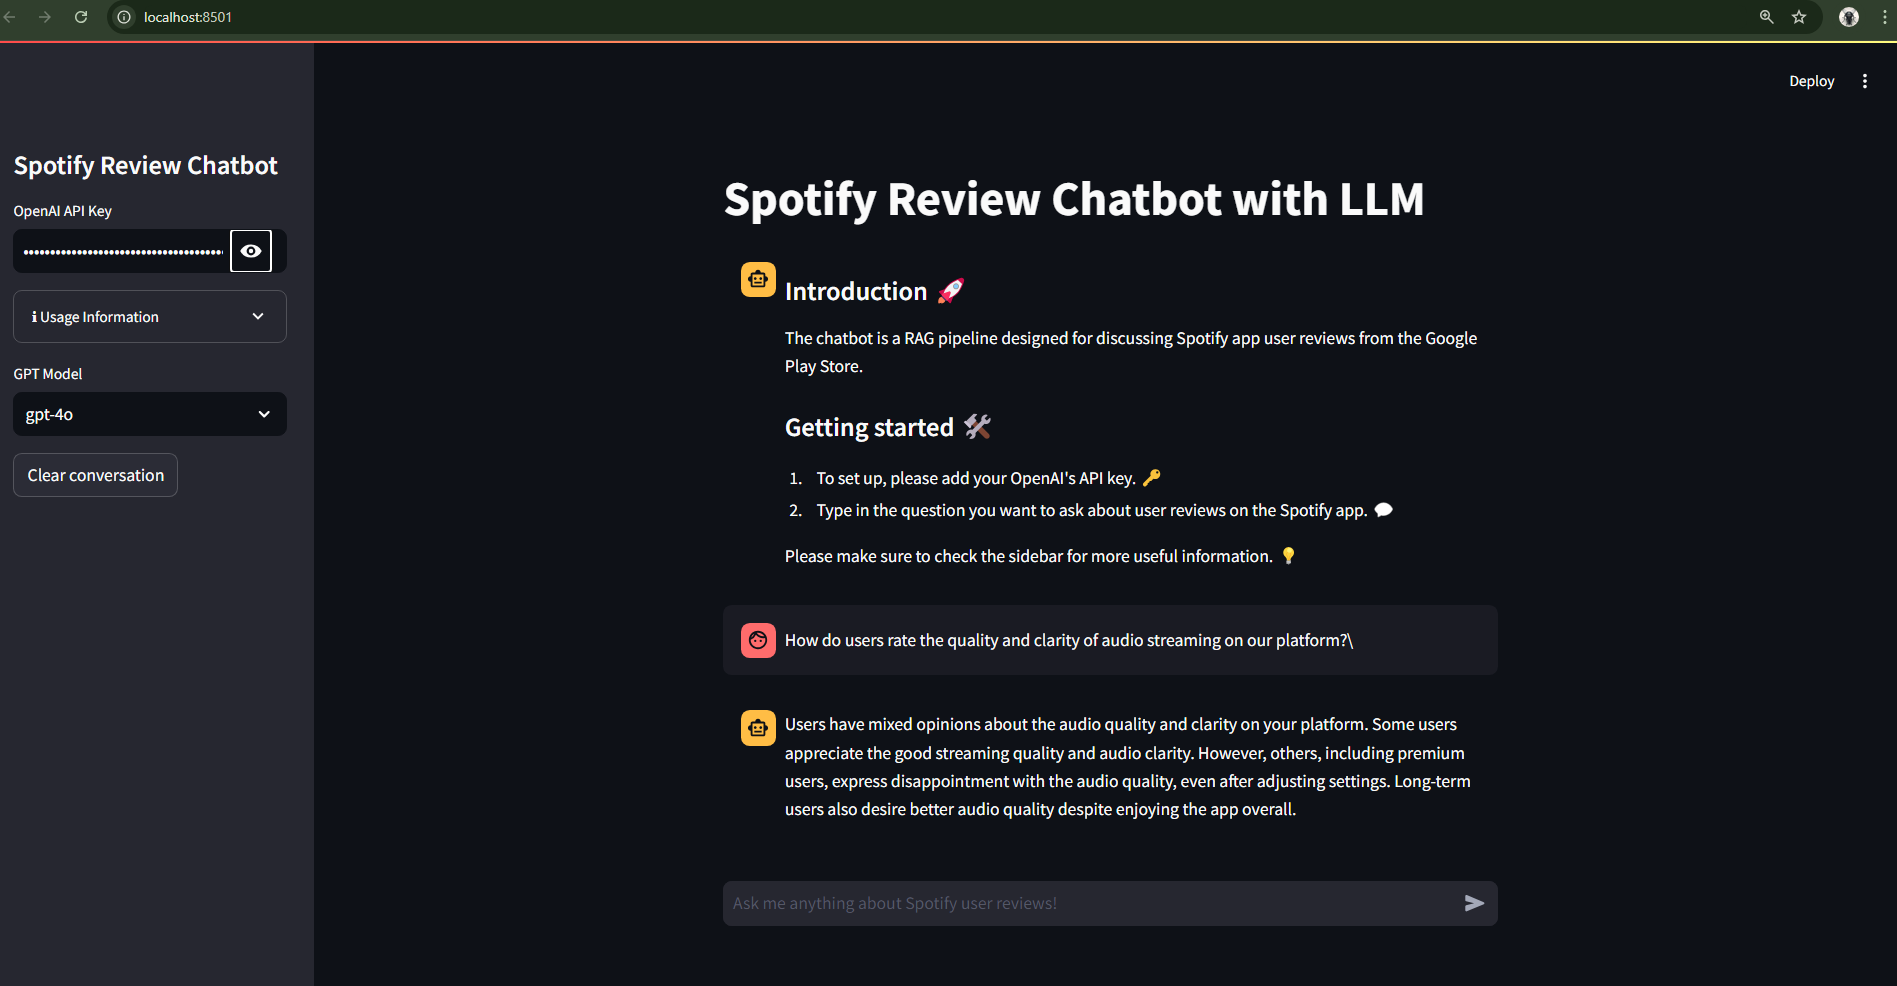 localhost:8501
Deploy
Spotify Review Chatbot
OpenAI API Key
••••••••••••••••••••••••••••••••••••••
ℹ Usage Information
GPT Model
gpt-4o
Clear conversation
Spotify Review Chatbot with LLM
Introduction 🚀
The chatbot is a RAG pipeline designed for discussing Spotify app user reviews from the Google
Play Store.
Getting started 🛠️
1. To set up, please add your OpenAI's API key. 🔑
2. Type in the question you want to ask about user reviews on the Spotify app. 💬
Please make sure to check the sidebar for more useful information. 💡
How do users rate the quality and clarity of audio streaming on our platform?\
Users have mixed opinions about the audio quality and clarity on your platform. Some users
appreciate the good streaming quality and audio clarity. However, others, including premium
users, express disappointment with the audio quality, even after adjusting settings. Long-term
users also desire better audio quality despite enjoying the app overall.
Ask me anything about Spotify user reviews!